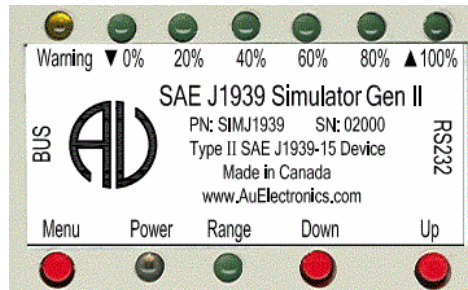 Warning ▼ 0% 20% 40% 60% 80% ▲ 100%
SAE J1939 Simulator Gen II
PN: SIMJ1939 SN: 02000
Type II SAE J1939-15 Device
Made in Canada
www.AuElectronics.com
BUS
AU
RS232
Menu Power Range Down Up